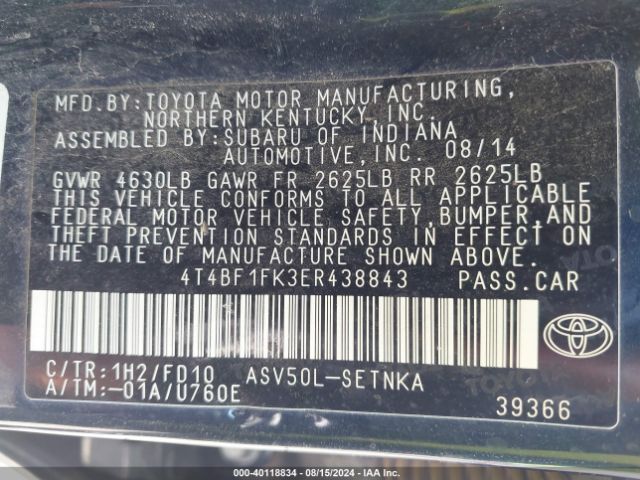 MFD.BY:TOYOTA MOTOR MANUFACTURING,
NORTHERN KENTUCKY,INC.
ASSEMBLED BY:SUBARU OF INDIANA
AUTOMOTIVE,INC. 08/14
GVWR 4630LB GAWR FR 2625LB RR 2625LB
THIS VEHICLE CONFORMS TO ALL APPLICABLE
FEDERAL MOTOR VEHICLE SAFETY,BUMPER,AND
THEFT PREVENTION STANDARDS IN EFFECT ON
THE DATE OF MANUFACTURE SHOWN ABOVE.
4T4BF1FK3ER438843 PASS.CAR
C/TR:1H2/FD10 ASV50L-SETNKA
A/TM:-01A/U760E
39366
000-40118834 - 08/15/2024 - IAA Inc.